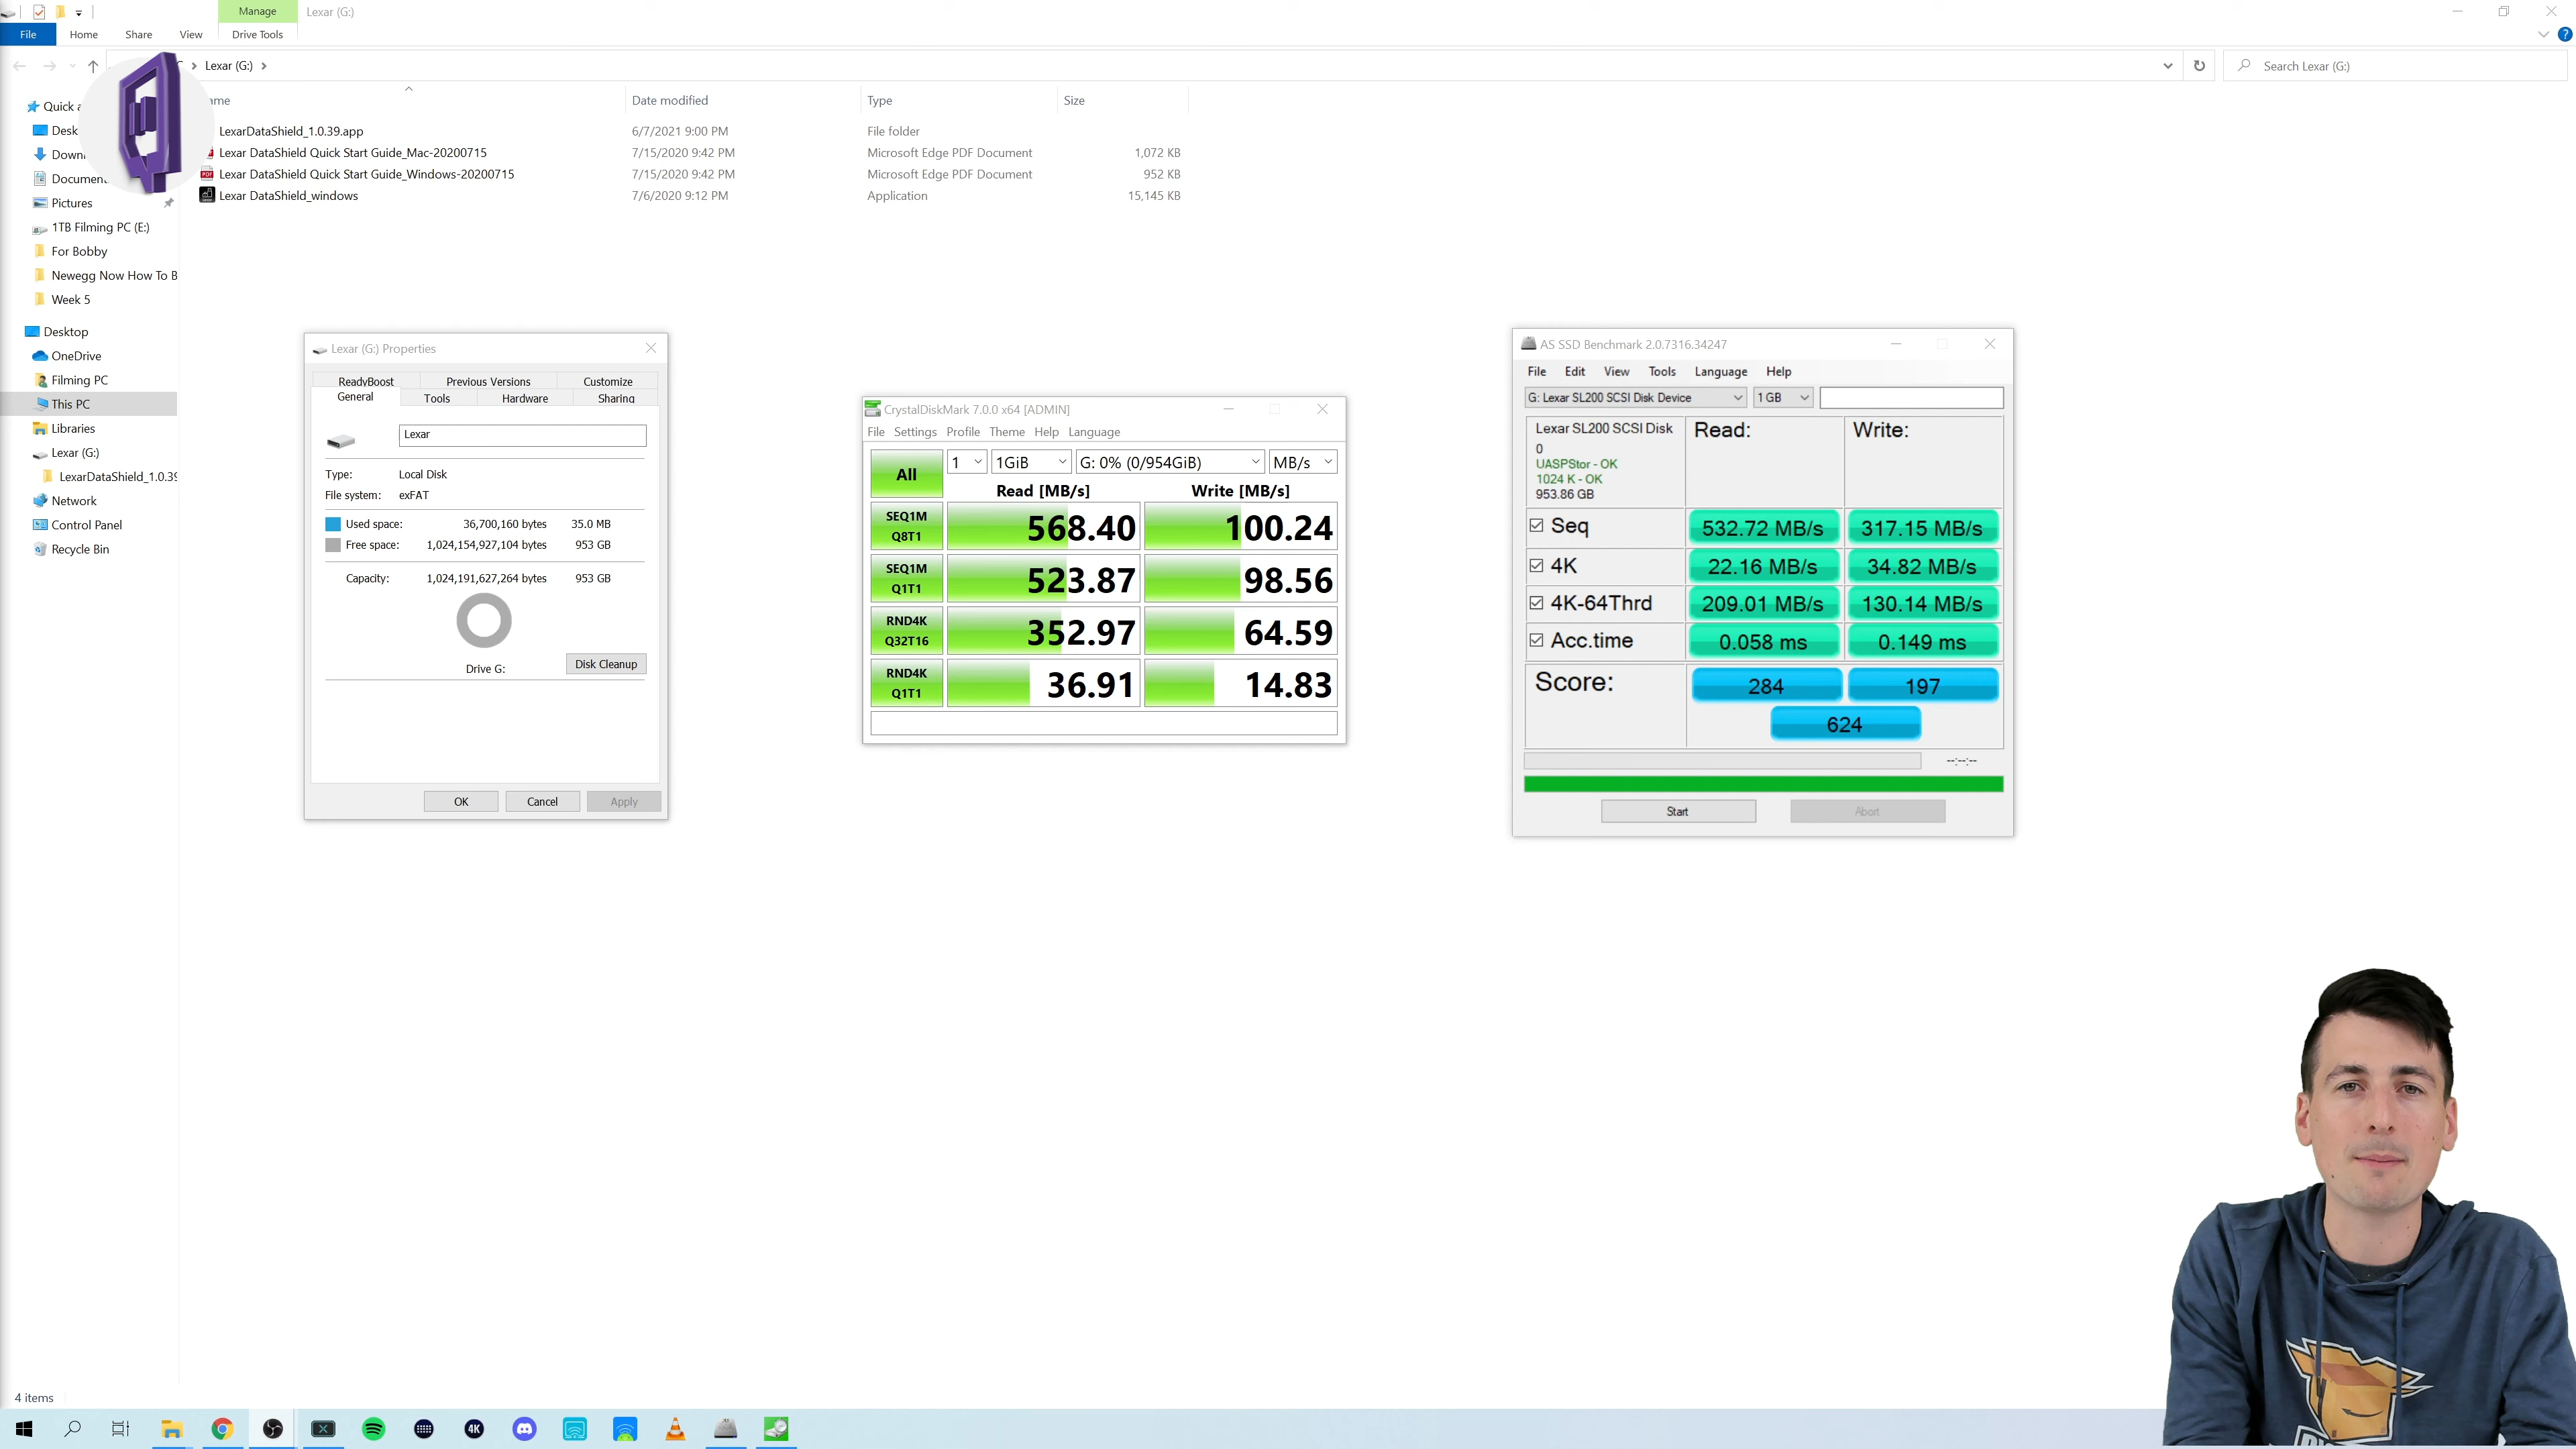 Manage
Lexar (G:)
File
Home
Share
View
Drive Tools
Lexar (G:)
Search Lexar (G:)
Date modified
Type
Size
LexarDataShield_1.0.39.app
6/7/2021 9:00 PM
File folder
Lexar DataShield Quick Start Guide_Mac-20200715
7/15/2020 9:42 PM
Microsoft Edge PDF Document
1,072 KB
Lexar DataShield Quick Start Guide_Windows-20200715
7/15/2020 9:42 PM
Microsoft Edge PDF Document
952 KB
Lexar DataShield_windows
7/6/2020 9:12 PM
Application
15,145 KB
Quick
Pictures
1TB Filming PC (E:)
For Bobby
Newegg Now How To B
Week 5
Desktop
OneDrive
Filming PC
This PC
Libraries
Lexar (G:)
LexarDataShield_1.0.39
Network
Control Panel
Recycle Bin
Lexar (G:) Properties
ReadyBoost
Previous Versions
Customize
General
Tools
Hardware
Sharing
Lexar
Type: Local Disk
File system: exFAT
Used space: 36,700,160 bytes 35.0 MB
Free space: 1,024,154,927,104 bytes 953 GB
Capacity: 1,024,191,627,264 bytes 953 GB
Drive G:
Disk Cleanup
OK
Cancel
Apply
CrystalDiskMark 7.0.0 x64 [ADMIN]
File Settings Profile Theme Help Language
All
1
1GiB
G: 0% (0/954GiB)
MB/s
Read [MB/s]
Write [MB/s]
SEQ1M
Q8T1
568.40
100.24
SEQ1M
Q1T1
523.87
98.56
RND4K
Q32T16
352.97
64.59
RND4K
Q1T1
36.91
14.83
AS SSD Benchmark 2.0.7316.34247
File Edit View Tools Language Help
G: Lexar SL200 SCSI Disk Device
1 GB
Lexar SL200 SCSI Disk
0
UASPStor - OK
1024 K - OK
953.86 GB
Read:
Write:
Seq
532.72 MB/s
317.15 MB/s
4K
22.16 MB/s
34.82 MB/s
4K-64Thrd
209.01 MB/s
130.14 MB/s
Acc.time
0.058 ms
0.149 ms
Score:
284
197
624
--:--:--
Start
Abort
4 items
4K